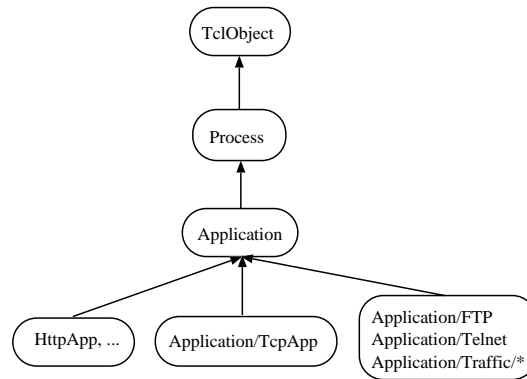 TclObject
Process
Application
HttpApp, ...
Application/TcpApp
Application/FTP
Application/Telnet
Application/Traffic/*